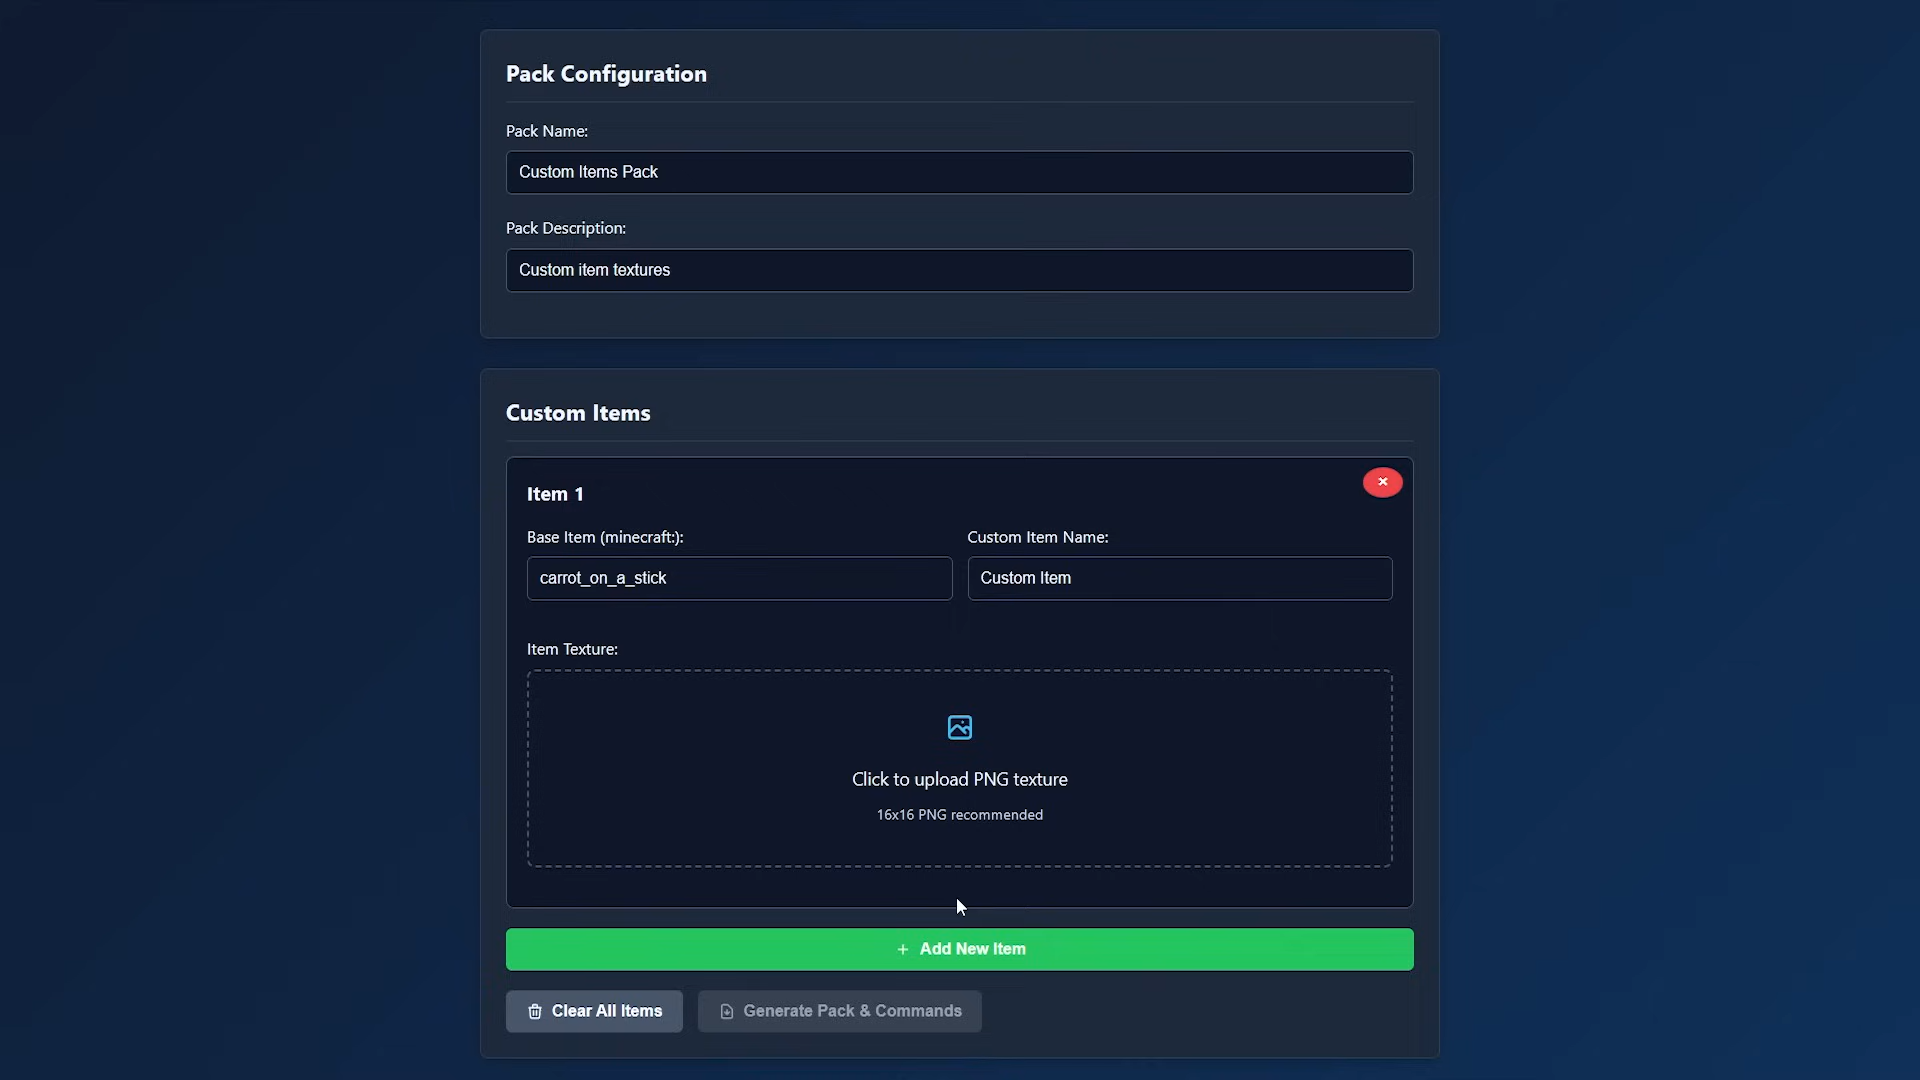 Pack Configuration
Pack Name:
Custom Items Pack
Pack Description:
Custom item textures
Custom Items
Item 1
Base Item (minecraft:):
Custom Item Name:
carrot_on_a_stick
Custom Item
Item Texture:
Click to upload PNG texture
16x16 PNG recommended
+ Add New Item
Clear All Items
Generate Pack & Commands